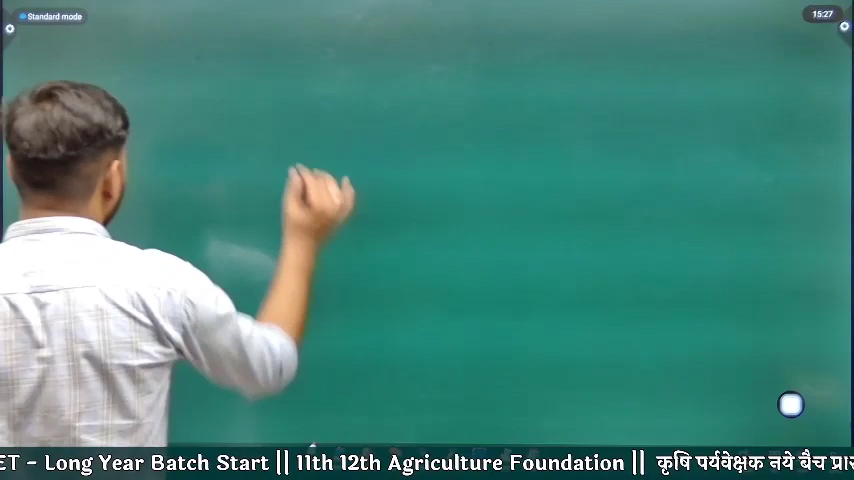 Standard mode
15:27
ET - Long Year Batch Start || 11th 12th Agriculture Foundation || कृषि पर्यवेक्षक नये बैच